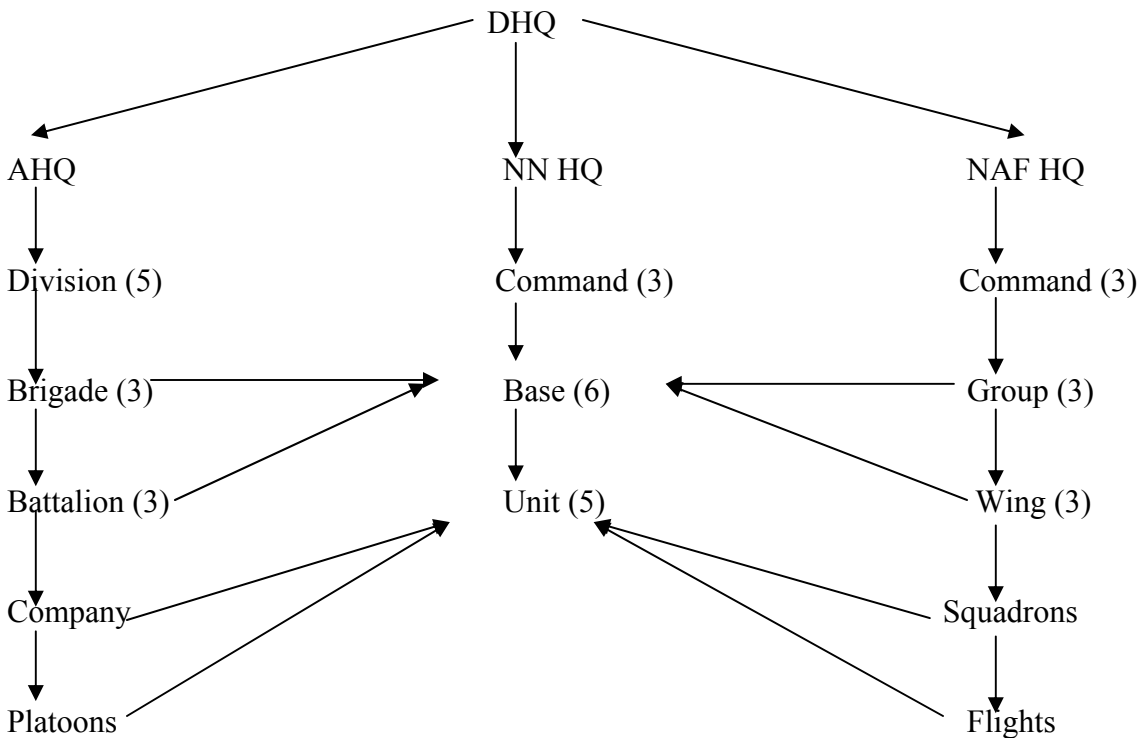 DHQ
AHQ NN HQ NAF HQ
Division (5) Command (3) Command (3)
Brigade (3) Base (6) Group (3)
Battalion (3) Unit (5) Wing (3)
Company Squadrons
Platoons Flights